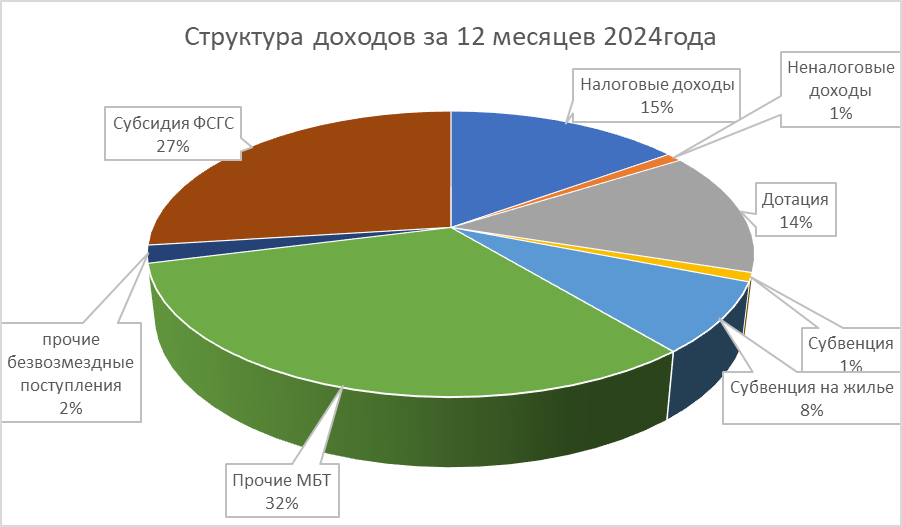 Структура доходов за 12 месяцев 2024года
Налоговые доходы
15%
Неналоговые
доходы
1%
Дотация
14%
Субвенция
1%
Субвенция на жилье
8%
Прочие МБТ
32%
прочие
безвозмездные
поступления
2%
Субсидия ФСГС
27%